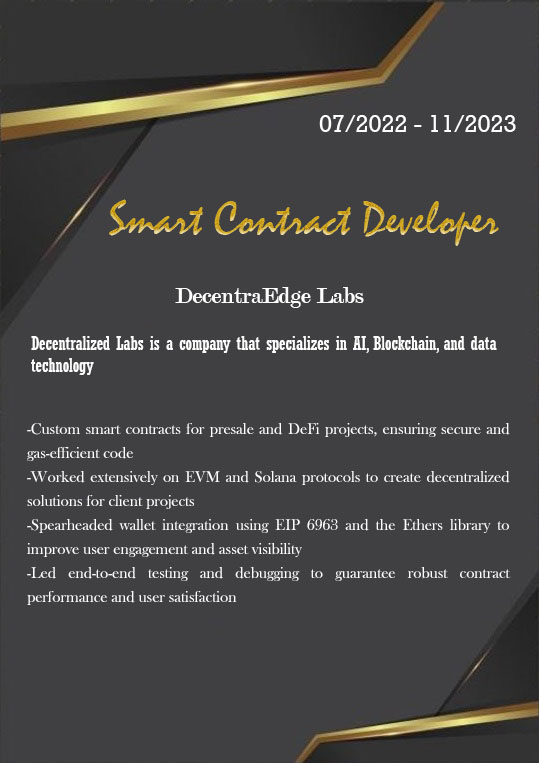 07/2022 - 11/2023
Smart Contract Developer
DecentraEdge Labs
Decentralized Labs is a company that specializes in AI, Blockchain, and data
technology
-Custom smart contracts for presale and DeFi projects, ensuring secure and
gas-efficient code
-Worked extensively on EVM and Solana protocols to create decentralized
solutions for client projects
-Spearheaded wallet integration using EIP 6963 and the Ethers library to
improve user engagement and asset visibility
-Led end-to-end testing and debugging to guarantee robust contract
performance and user satisfaction